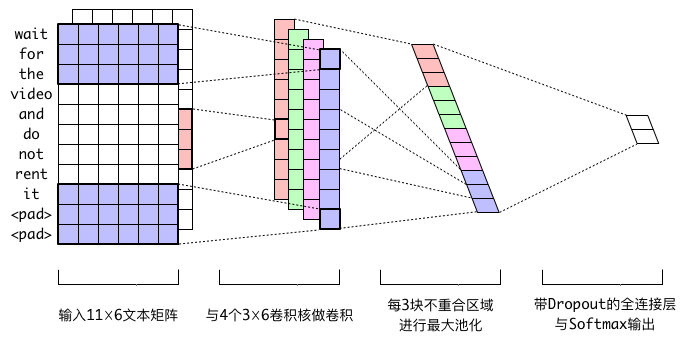 wait
for
the
video
and
do
not
rent
it
<pad>
<pad>
输入11×6文本矩阵
与4个3×6卷积核做卷积
每3块不重合区域
进行最大池化
带Dropout的全连接层
与Softmax输出